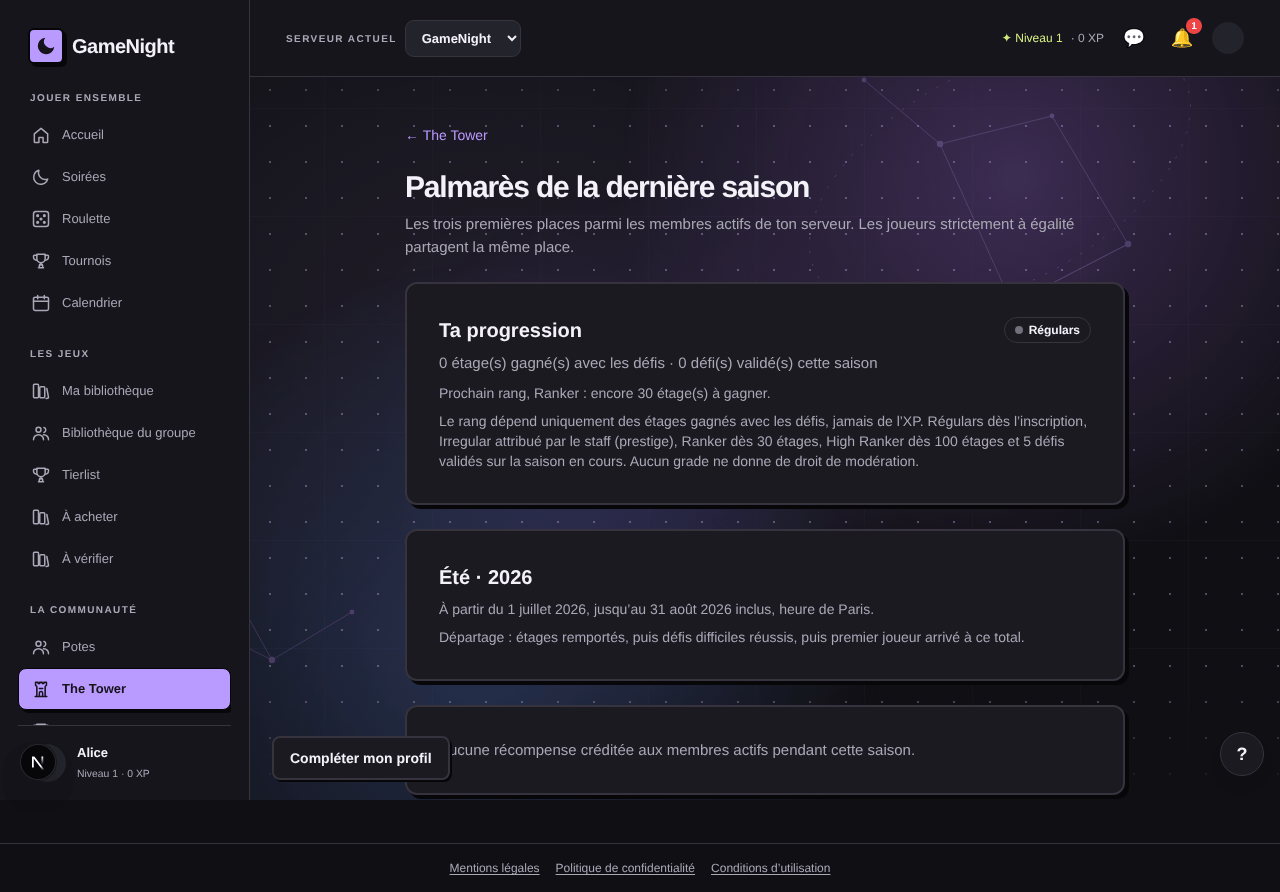 GameNight
JOUER ENSEMBLE
Accueil
Soirées
Roulette
Tournois
Calendrier
LES JEUX
Ma bibliothèque
Bibliothèque du groupe
Tierlist
À acheter
À vérifier
LA COMMUNAUTÉ
Potes
The Tower
N
Alice
Niveau 1 · 0 XP
SERVEUR ACTUEL
GameNight
✦ Niveau 1 · 0 XP
1
← The Tower
Palmarès de la dernière saison
Les trois premières places parmi les membres actifs de ton serveur. Les joueurs strictement à égalité
partagent la même place.
Ta progression
Régulars
0 étage(s) gagné(s) avec les défis · 0 défi(s) validé(s) cette saison
Prochain rang, Ranker : encore 30 étage(s) à gagner.
Le rang dépend uniquement des étages gagnés avec les défis, jamais de l’XP. Régulars dès l’inscription,
Irregular attribué par le staff (prestige), Ranker dès 30 étages, High Ranker dès 100 étages et 5 défis
validés sur la saison en cours. Aucun grade ne donne de droit de modération.
Été · 2026
À partir du 1 juillet 2026, jusqu’au 31 août 2026 inclus, heure de Paris.
Départage : étages remportés, puis défis difficiles réussis, puis premier joueur arrivé à ce total.
Compléter mon profil
ucune récompense créditée aux membres actifs pendant cette saison.
?
Mentions légales
Politique de confidentialité
Conditions d’utilisation